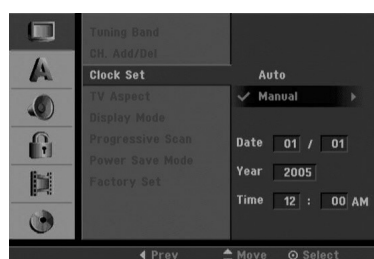 Tuning Band
CH. Add/Del
Clock Set
TV Aspect
Display Mode
Progressive Scan
Power Save Mode
Factory Set
Auto
✓ Manual
Date 01 / 01
Year 2005
Time 12 : 00 AM
Prev Move Select